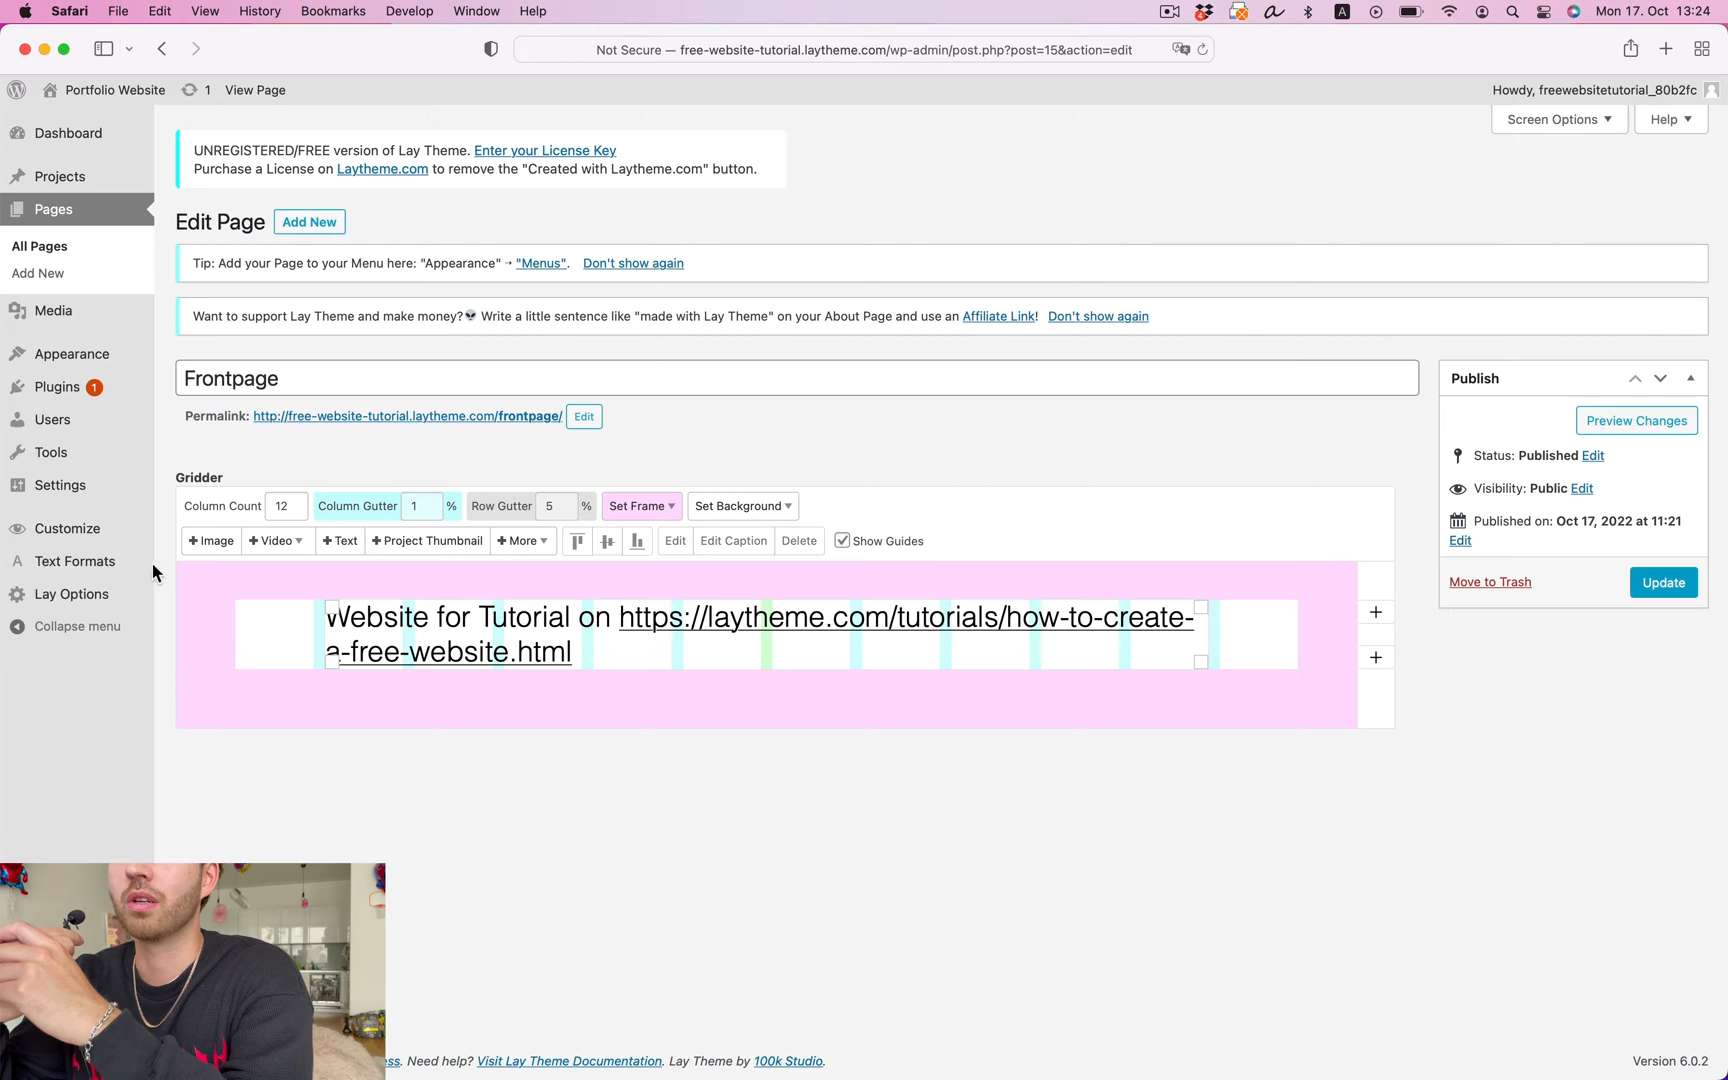 Safari File Edit View History Bookmarks Develop Window Help
4 A Mon 17. Oct 13:24
Not Secure — free-website-tutorial.laytheme.com/wp-admin/post.php?post=15&action=edit
Portfolio Website 1 View Page
Howdy, freewebsitetutorial_80b2fc
Screen Options ▼
Help ▼
Dashboard
Projects
Pages
All Pages
Add New
Media
Appearance
Plugins 1
Users
Tools
Settings
Customize
A Text Formats
Lay Options
Collapse menu
UNREGISTERED/FREE version of Lay Theme. Enter your License Key
Purchase a License on Laytheme.com to remove the "Created with Laytheme.com" button.
Edit Page Add New
Tip: Add your Page to your Menu here: "Appearance" → "Menus". Don't show again
Want to support Lay Theme and make money?👽 Write a little sentence like "made with Lay Theme" on your About Page and use an Affiliate Link! Don't show again
Frontpage
Permalink: http://free-website-tutorial.laytheme.com/frontpage/ Edit
Gridder
Column Count 12 Column Gutter 1 % Row Gutter 5 % Set Frame ▼ Set Background ▼
+ Image + Video ▼ + Text + Project Thumbnail + More ▼ Edit Edit Caption Delete Show Guides
Website for Tutorial on https://laytheme.com/tutorials/how-to-create-
a-free-website.html
+
+
Publish
Preview Changes
Status: Published Edit
Visibility: Public Edit
Published on: Oct 17, 2022 at 11:21
Edit
Move to Trash Update
ss. Need help? Visit Lay Theme Documentation. Lay Theme by 100k Studio.
Version 6.0.2